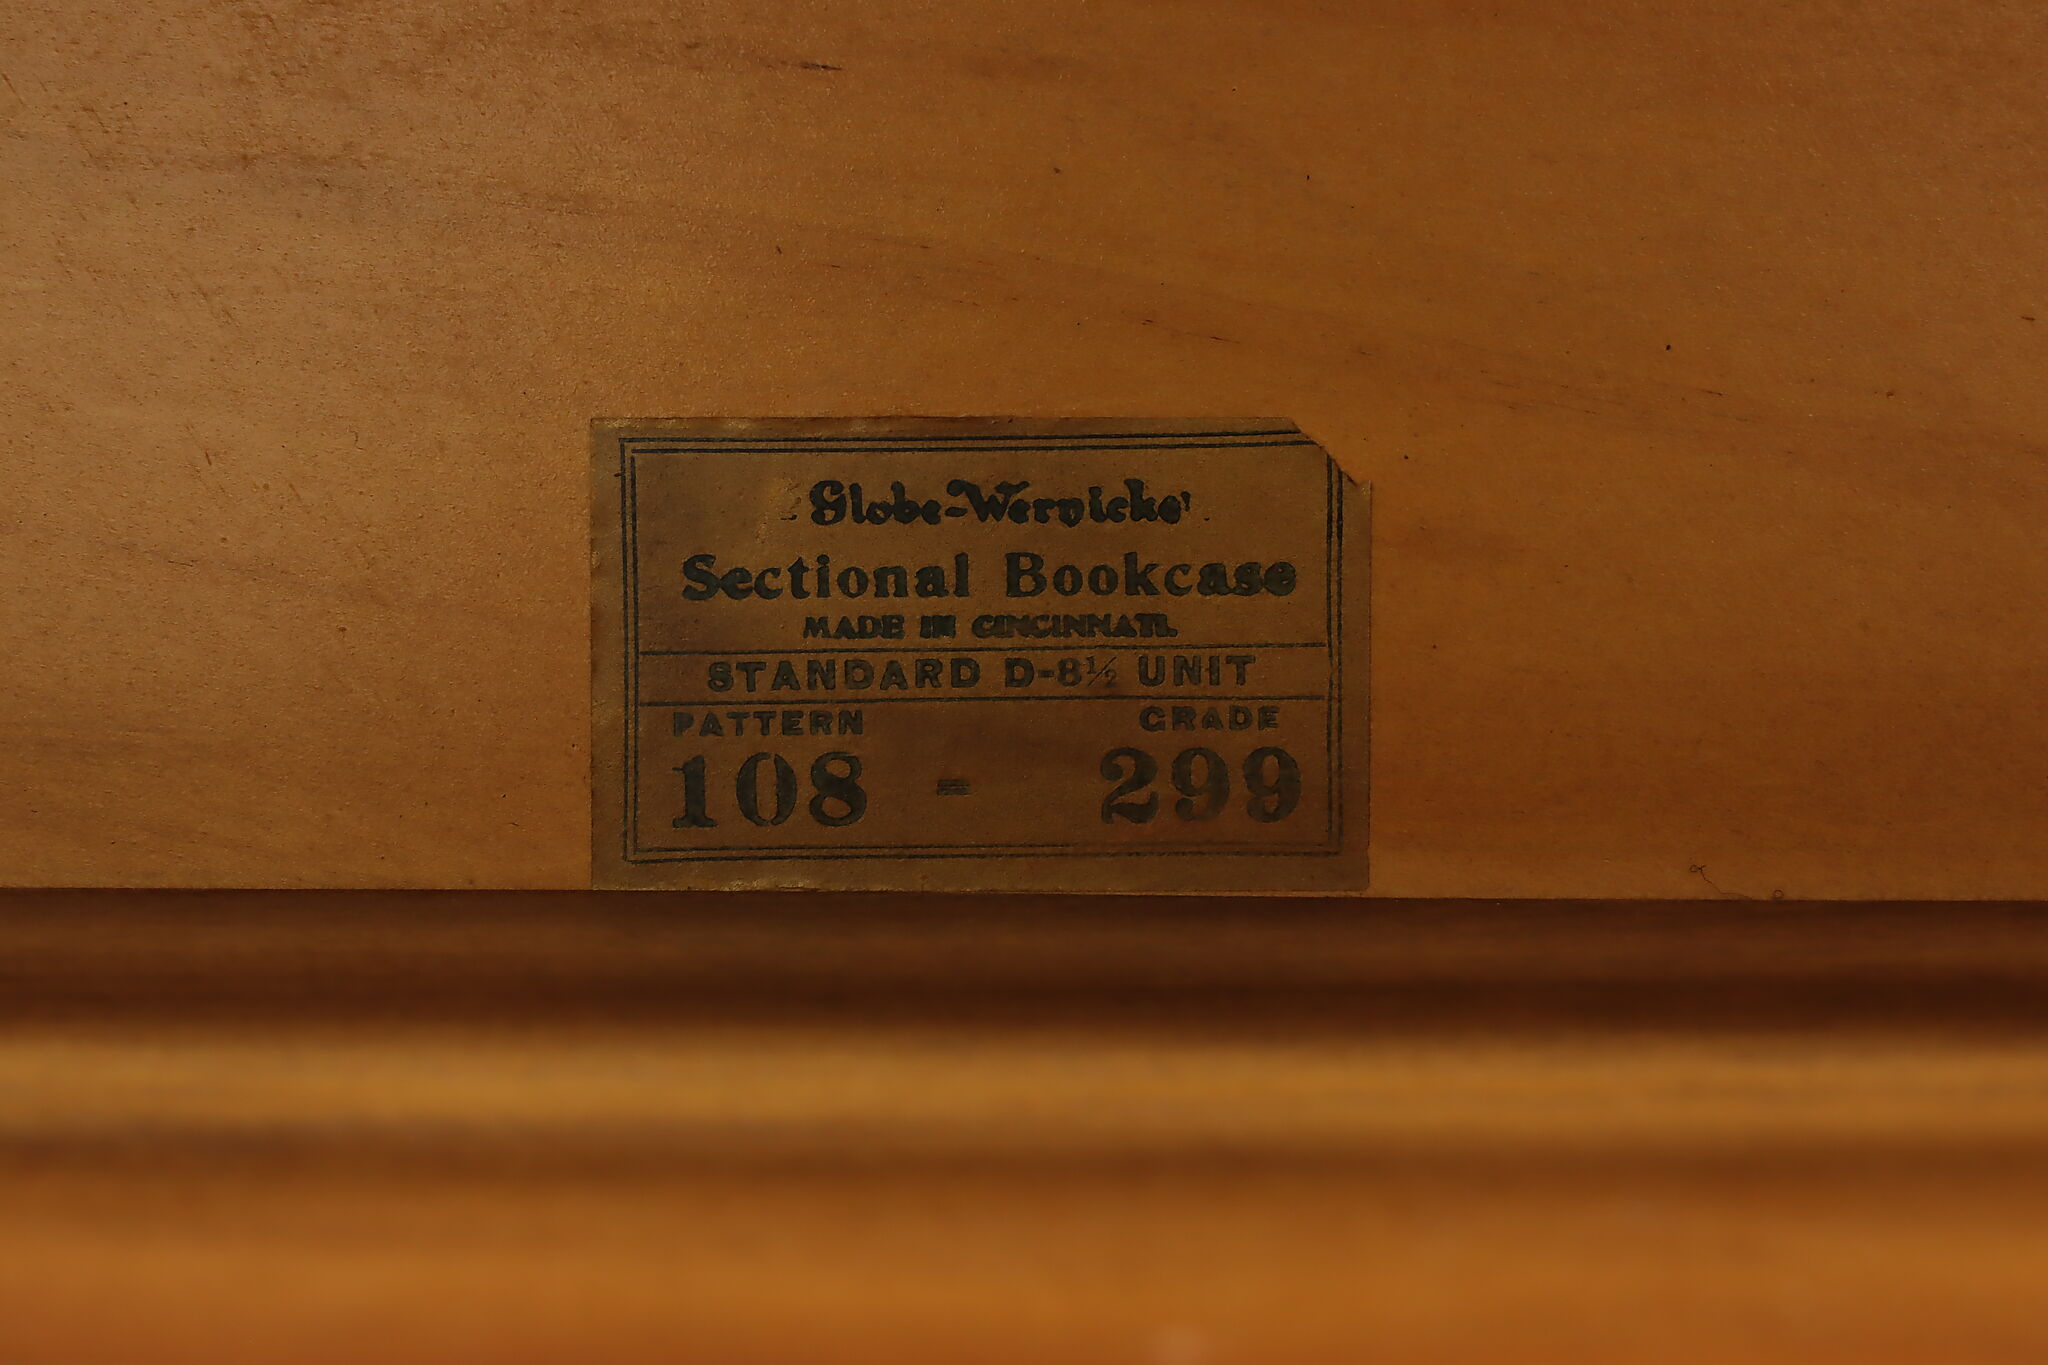 Globe-Wernicke
Sectional Bookcase
MADE IN CINCINNATI.
STANDARD D-8½ UNIT
PATTERN GRADE
108 = 299